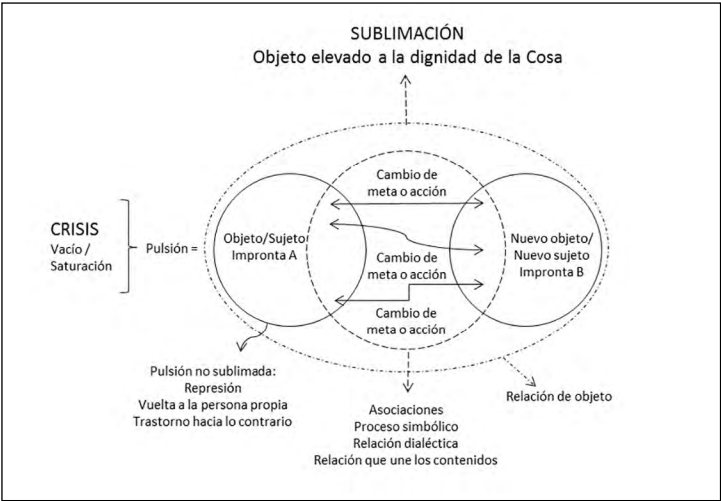 SUBLIMACIÓN
Objeto elevado a la dignidad de la Cosa
CRISIS
Vacío /
Saturación
Pulsión =
Objeto/Sujeto
Impronta A
Cambio de
meta o acción
Cambio de
meta o acción
Cambio de
meta o acción
Nuevo objeto/
Nuevo sujeto
Impronta B
Pulsión no sublimada:
Represión
Vuelta a la persona propia
Trastorno hacia lo contrario
Asociaciones
Proceso simbólico
Relación dialéctica
Relación que une los contenidos
Relación de objeto